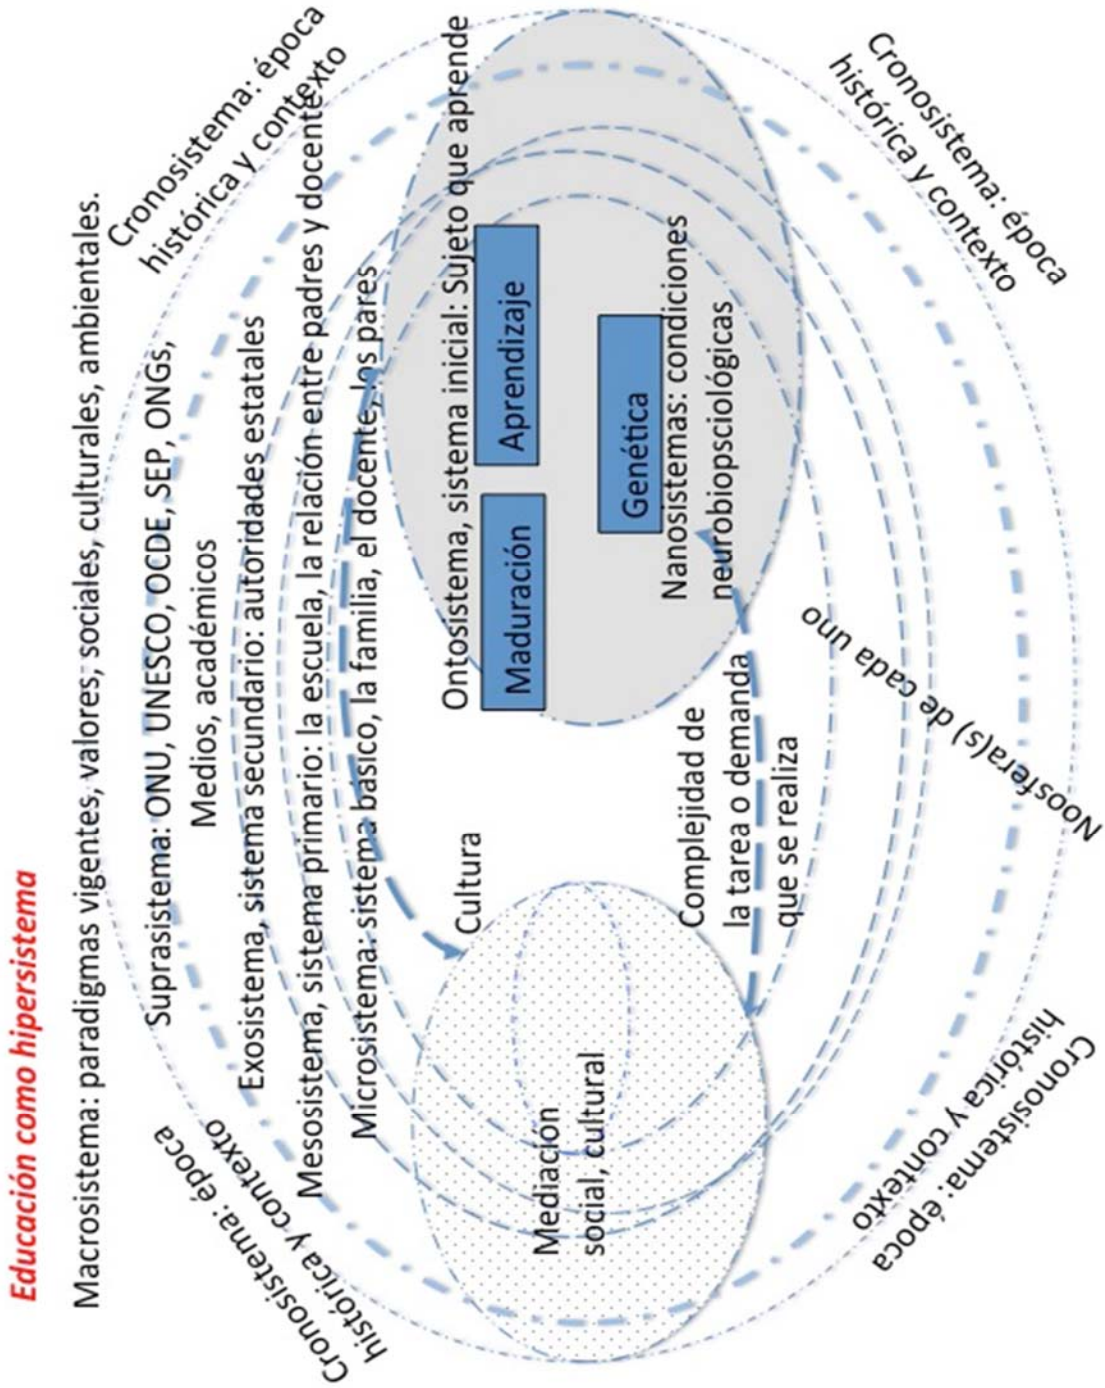 Educación como hipersistema
Macrosistema: paradigmas vigentes, valores, sociales, culturales, ambientales.
Cronosistema: época
histórica y contexto
Cronosistema: época
histórica y contexto
Suprasistema: ONU, UNESCO, OCDE, SEP, ONGs,
Medios, académicos
Exosistema, sistema secundario: autoridades estatales
Mesosistema, sistema primario: la escuela, la relación entre padres y docente
Microsistema: sistema básico, la familia, el docente, los pares
Cultura
Ontosistema, sistema inicial: Sujeto que aprende
Maduración
Aprendizaje
Mediación
social, cultural
Genética
Nanosistemas: condiciones
neurobiopsciológicas
Complejidad de
la tarea o demanda
que se realiza
Noosfera(s) de cada uno
Cronosistema: época
histórica y contexto
Cronosistema: época
histórica y contexto